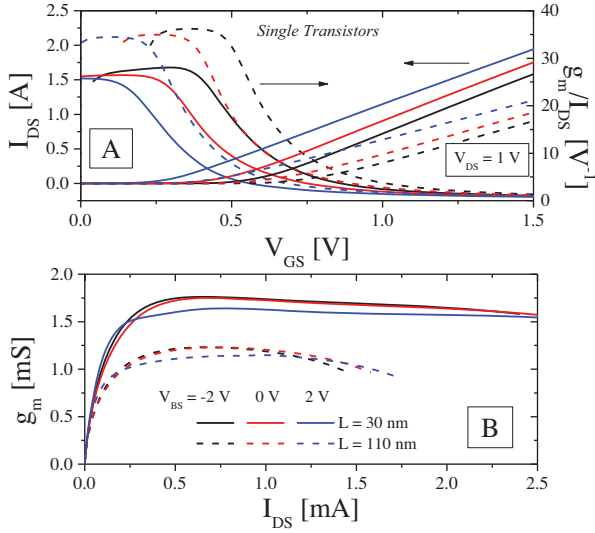 Single Transistors
2.5
2.0
1.5
1.0
0.5
0.0
I_DS [A]
40
30
20
10
0
g_m/I_DS [V^-1]
A
V_DS = 1 V
0.0 0.5 1.0 1.5
V_GS [V]
2.0
1.5
1.0
0.5
0.0
g_m [mS]
V_BS = -2 V 0 V 2 V
L = 30 nm
L = 110 nm
B
0.0 0.5 1.0 1.5 2.0 2.5
I_DS [mA]